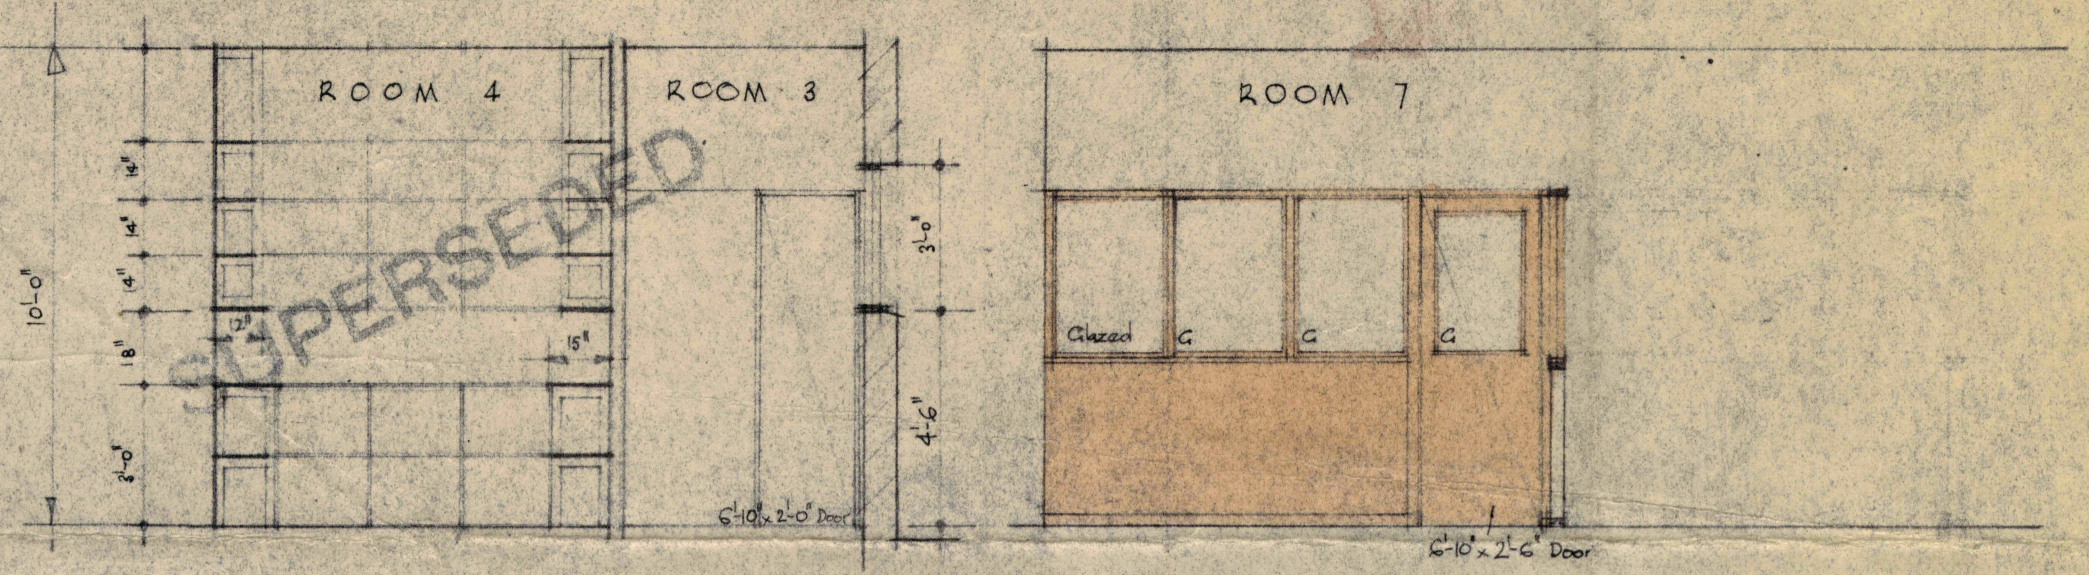 ROOM 4
ROOM 3
ROOM 7
SUPERSEDED
10'-0"
14"
14"
14"
18"
3'-0"
12"
15"
3'-0"
4'-6"
6'-10" x 2'-0" Door
Glazed
G
G
G
6'-10" x 2'-6" Door